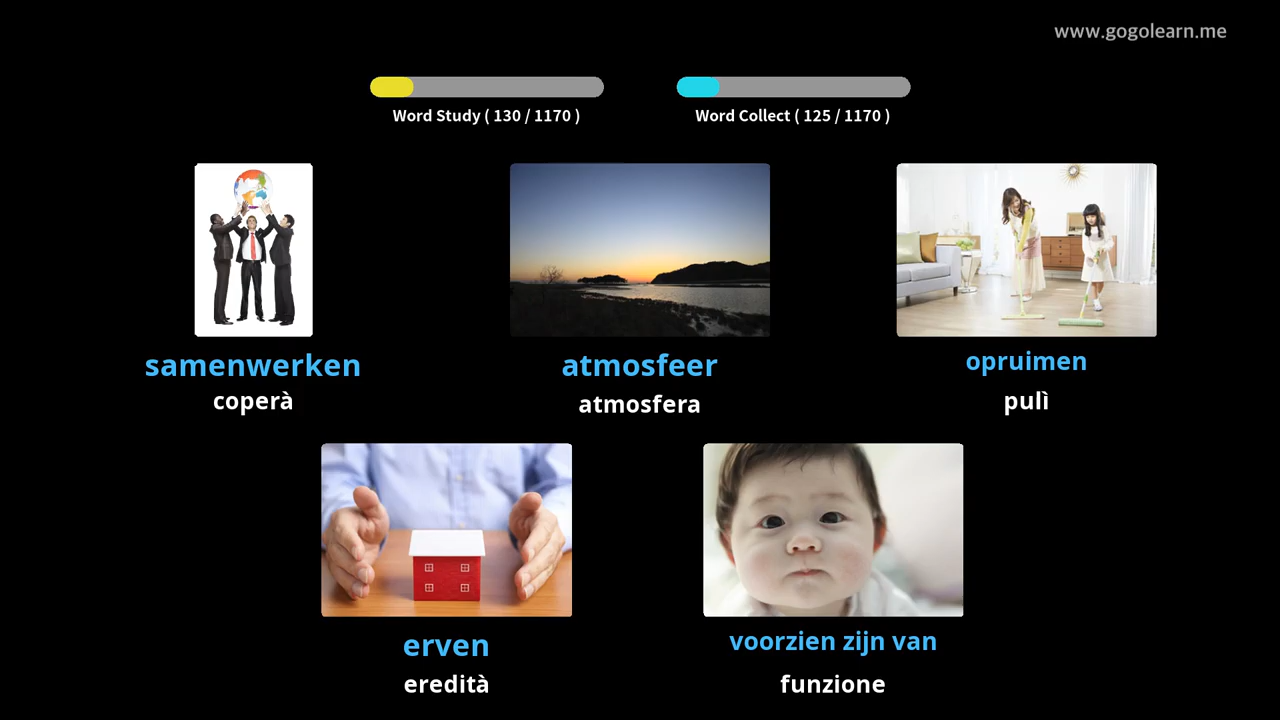 www.gogolearn.me
Word Study ( 130 / 1170 )
Word Collect ( 125 / 1170 )
samenwerken
coperà
atmosfeer
atmosfera
opruimen
pulì
erven
eredità
voorzien zijn van
funzione